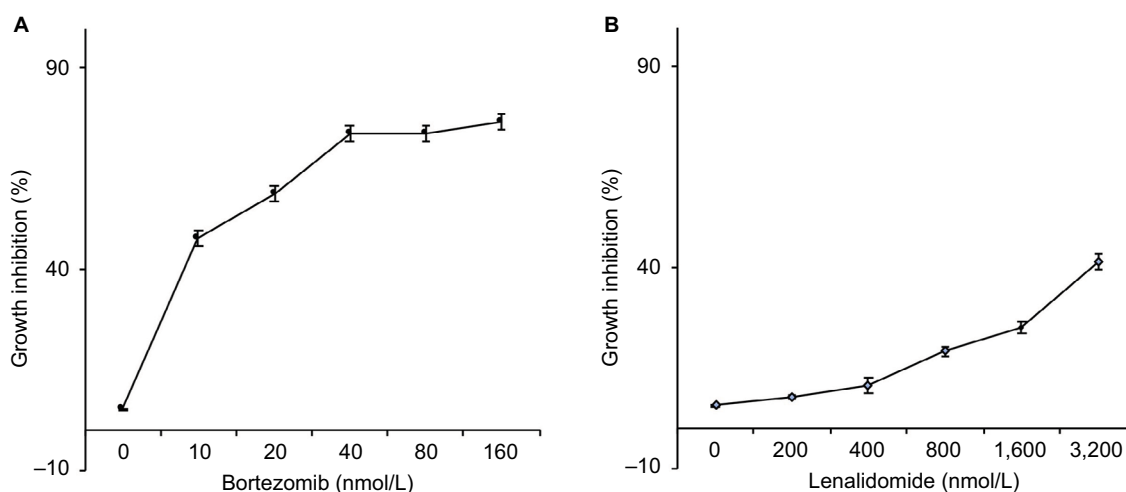 A
90
40
–10
Growth inhibition (%)
0 10 20 40 80 160
Bortezomib (nmol/L)
B
90
40
–10
Growth inhibition (%)
0 200 400 800 1,600 3,200
Lenalidomide (nmol/L)